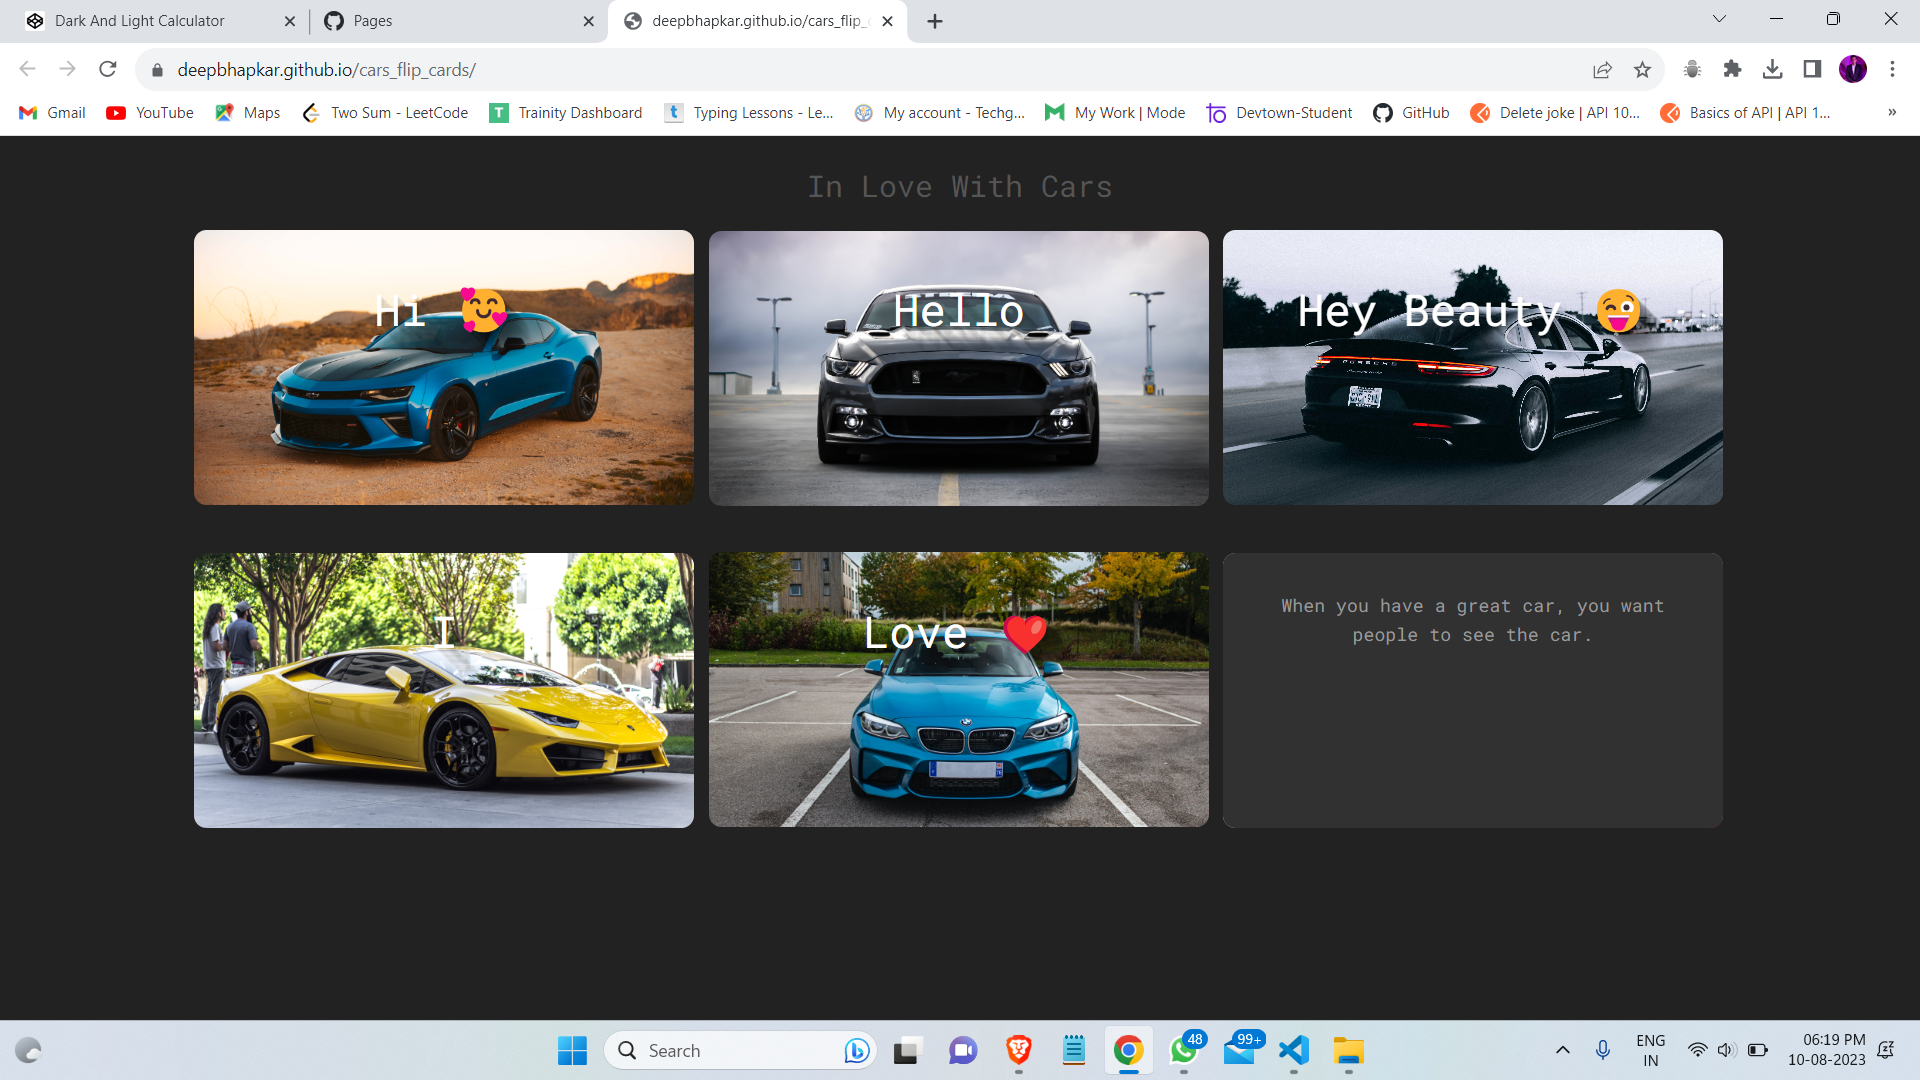 Dark And Light Calculator
Pages
deepbhapkar.github.io/cars_flip_c
deepbhapkar.github.io/cars_flip_cards/
Gmail
YouTube
Maps
Two Sum - LeetCode
Trainity Dashboard
Typing Lessons - Le...
My account - Techg...
My Work | Mode
Devtown-Student
GitHub
Delete joke | API 10...
Basics of API | API 1...
»
In Love With Cars
Hi 🥰
Hello
Hey Beauty 😜
PORSCHE
I
Love ❤️
When you have a great car, you want
people to see the car.
Search
48
99+
ENG
IN
06:19 PM
10-08-2023